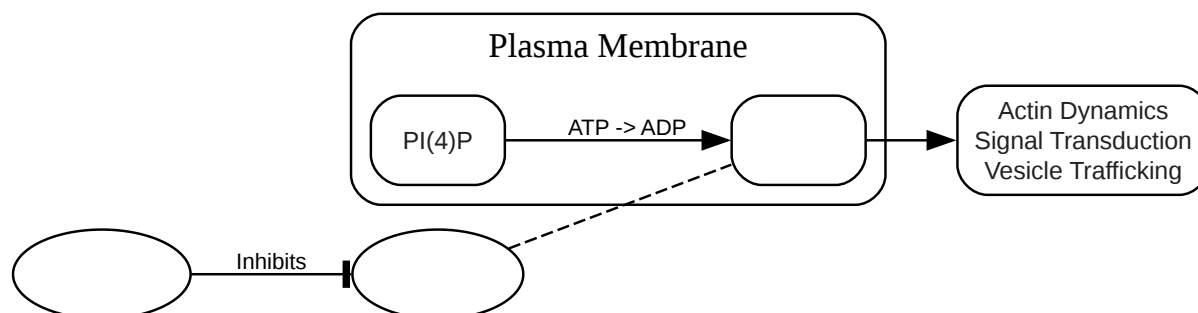 Plasma Membrane
PI(4)P
ATP -> ADP
Actin Dynamics
Signal Transduction
Vesicle Trafficking
Inhibits